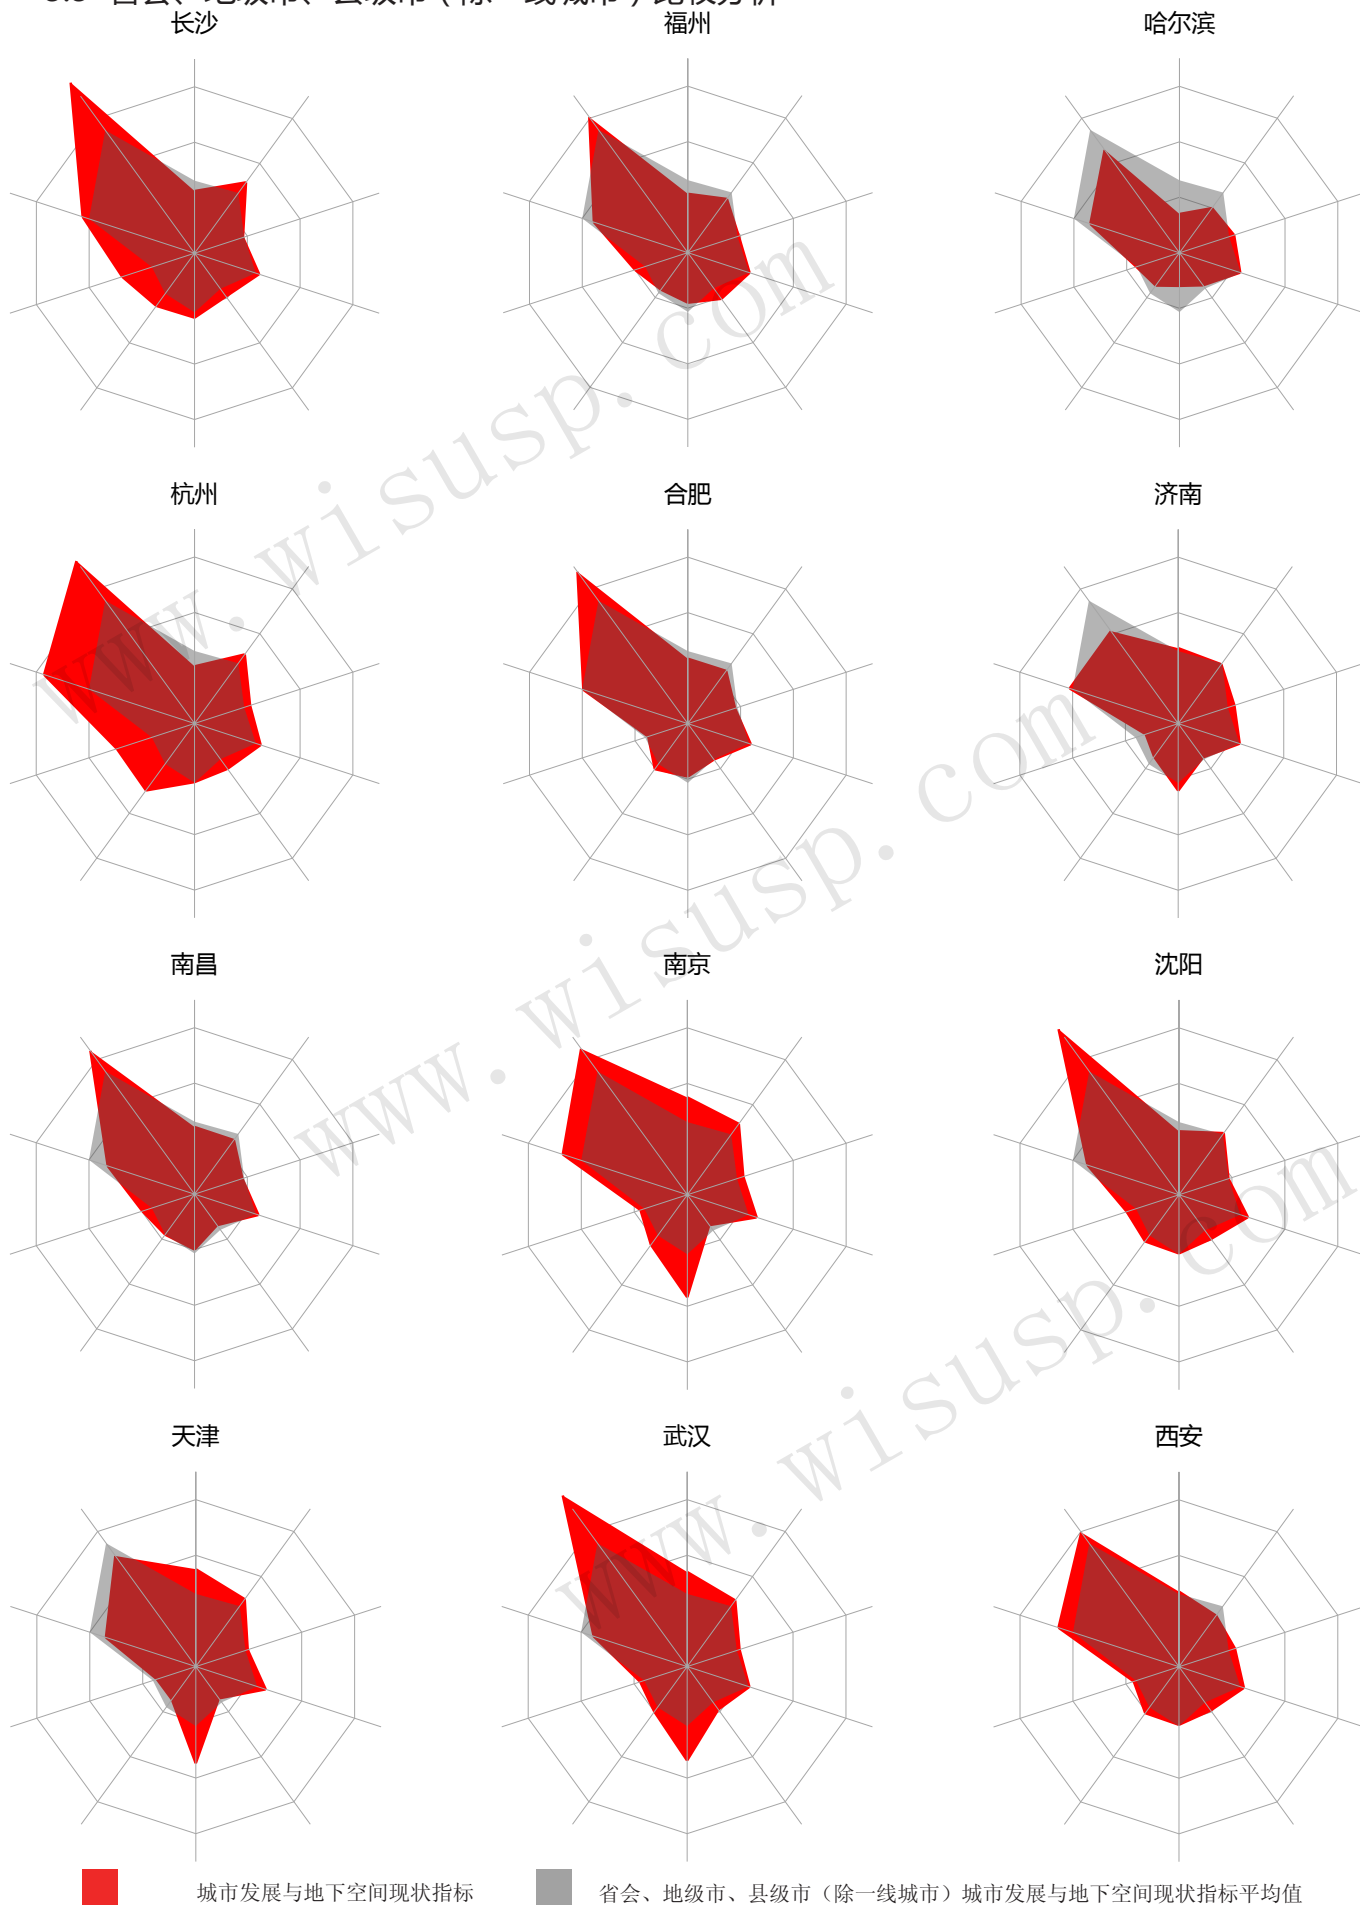 长沙 福州 哈尔滨
杭州 合肥 济南
南昌 南京 沈阳
天津 武汉 西安
城市发展与地下空间现状指标 省会、地级市、县级市（除一线城市）城市发展与地下空间现状指标平均值
www.wisusp.com
www.wisusp.com
www.wisusp.com